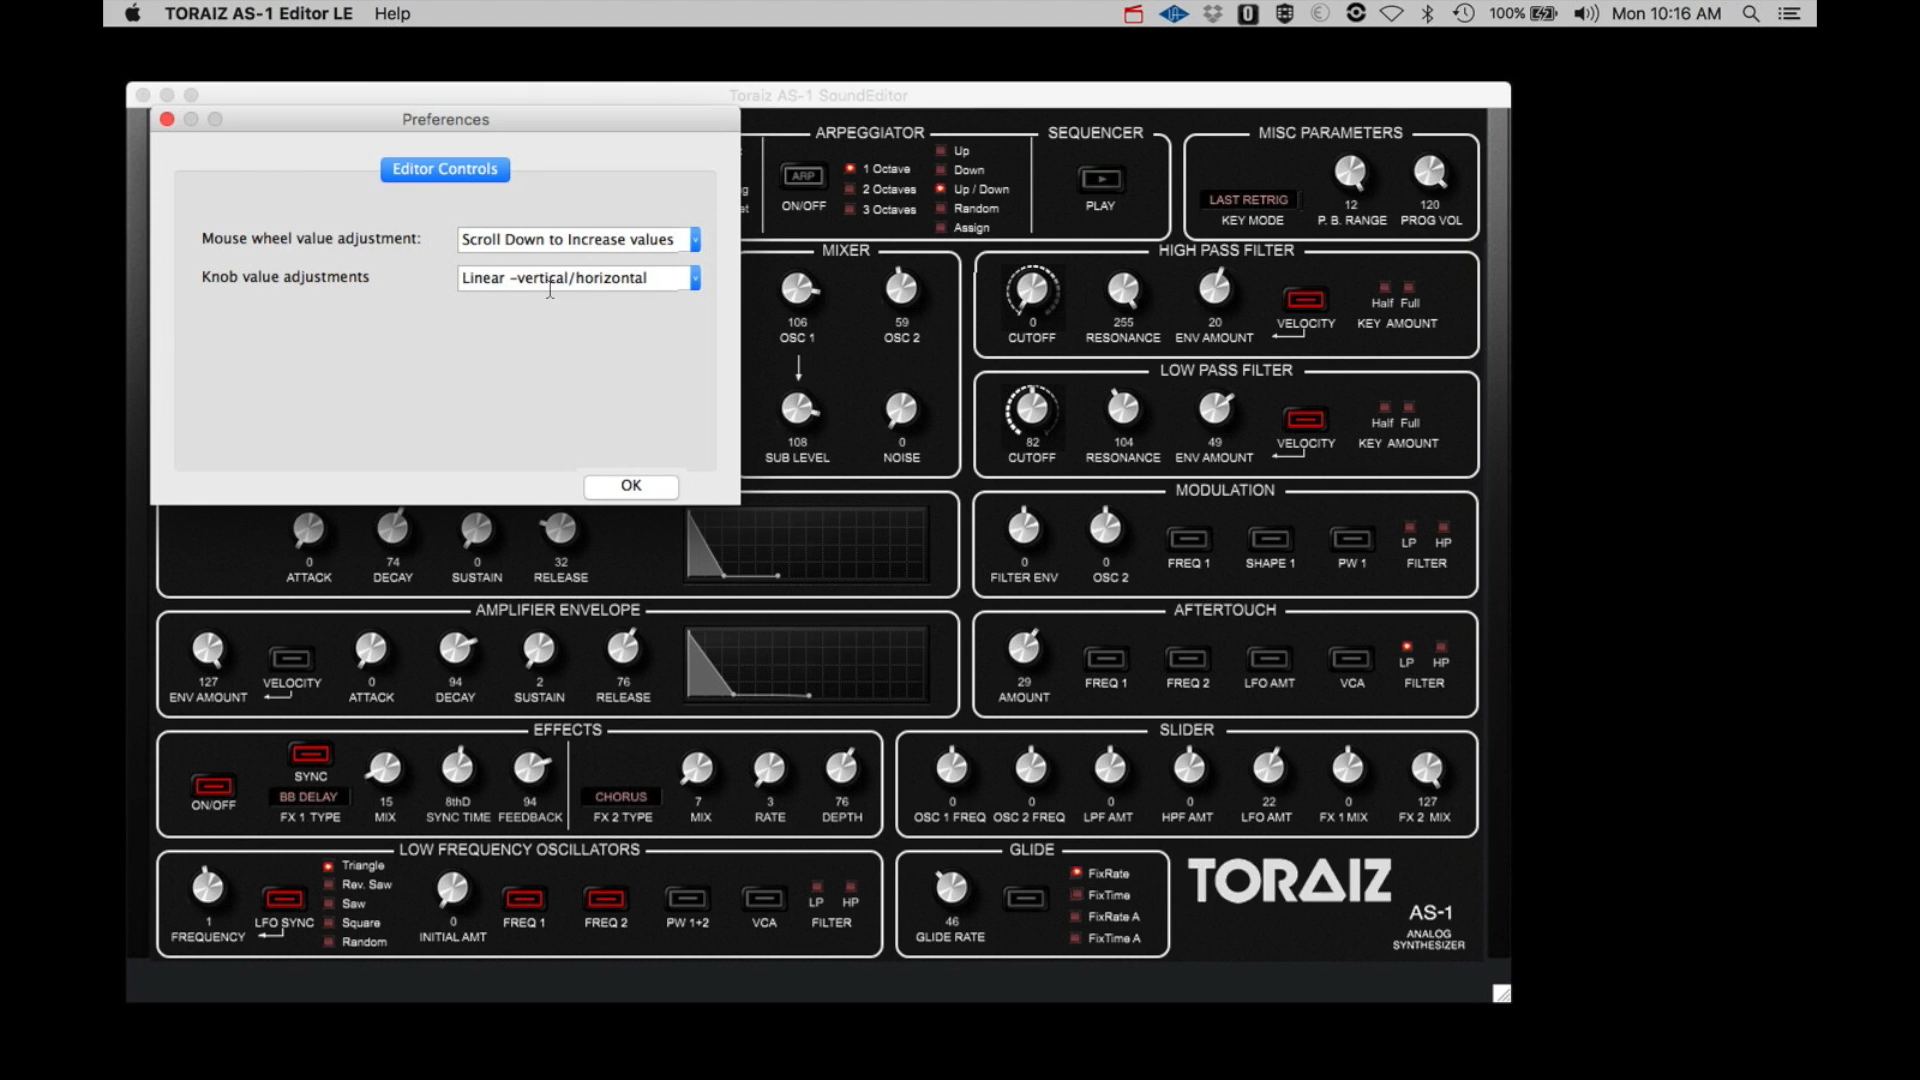 TORAIZ AS-1 Editor LE Help
100% Mon 10:16 AM
Toraiz AS-1 SoundEditor
Preferences
Editor Controls
Mouse wheel value adjustment: Scroll Down to Increase values
Knob value adjustments Linear –vertical/horizontal
OK
ARPEGGIATOR
ARP
ON/OFF
1 Octave
2 Octaves
3 Octaves
Up
Down
Up / Down
Random
Assign
SEQUENCER
PLAY
MISC PARAMETERS
LAST RETRIG
KEY MODE
12
P. B. RANGE
120
PROG VOL
MIXER
106
OSC 1
59
OSC 2
108
SUB LEVEL
0
NOISE
HIGH PASS FILTER
0
CUTOFF
255
RESONANCE
20
ENV AMOUNT
VELOCITY
Half Full
KEY AMOUNT
LOW PASS FILTER
82
CUTOFF
104
RESONANCE
49
ENV AMOUNT
VELOCITY
Half Full
KEY AMOUNT
0
ATTACK
74
DECAY
0
SUSTAIN
32
RELEASE
MODULATION
0
FILTER ENV
0
OSC 2
FREQ 1
SHAPE 1
PW 1
LP HP
FILTER
AMPLIFIER ENVELOPE
127
ENV AMOUNT
VELOCITY
0
ATTACK
94
DECAY
2
SUSTAIN
76
RELEASE
AFTERTOUCH
29
AMOUNT
FREQ 1
FREQ 2
LFO AMT
VCA
LP HP
FILTER
EFFECTS
ON/OFF
SYNC
BB DELAY
FX 1 TYPE
15
MIX
8thD
SYNC TIME
94
FEEDBACK
CHORUS
FX 2 TYPE
7
MIX
3
RATE
76
DEPTH
SLIDER
0
OSC 1 FREQ
0
OSC 2 FREQ
0
LPF AMT
0
HPF AMT
22
LFO AMT
0
FX 1 MIX
127
FX 2 MIX
LOW FREQUENCY OSCILLATORS
1
FREQUENCY
LFO SYNC
Triangle
Rev. Saw
Saw
Square
Random
0
INITIAL AMT
FREQ 1
FREQ 2
PW 1+2
VCA
LP HP
FILTER
GLIDE
46
GLIDE RATE
FixRate
FixTime
FixRate A
FixTime A
TORAIZ
AS-1
ANALOG
SYNTHESIZER